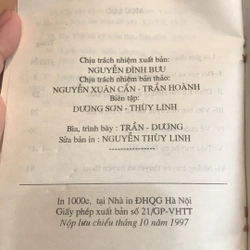 Chịu trách nhiệm xuất bản:
NGUYỄN ĐÌNH BƯU
Chịu trách nhiệm bản thảo:
NGUYỄN XUÂN CẦN - TRẦN HOÀNH
Biên tập:
DƯƠNG SƠN - THÙY LINH
Bìa, trình bày : TRẦN - DƯƠNG
Sửa bản in : NGUYỄN THÙY LINH
----------------
In 1000c, tại Nhà in ĐHQG Hà Nội
Giấy phép xuất bản số 21/GP-VHTT
Nộp lưu chiểu tháng 10 năm 1997